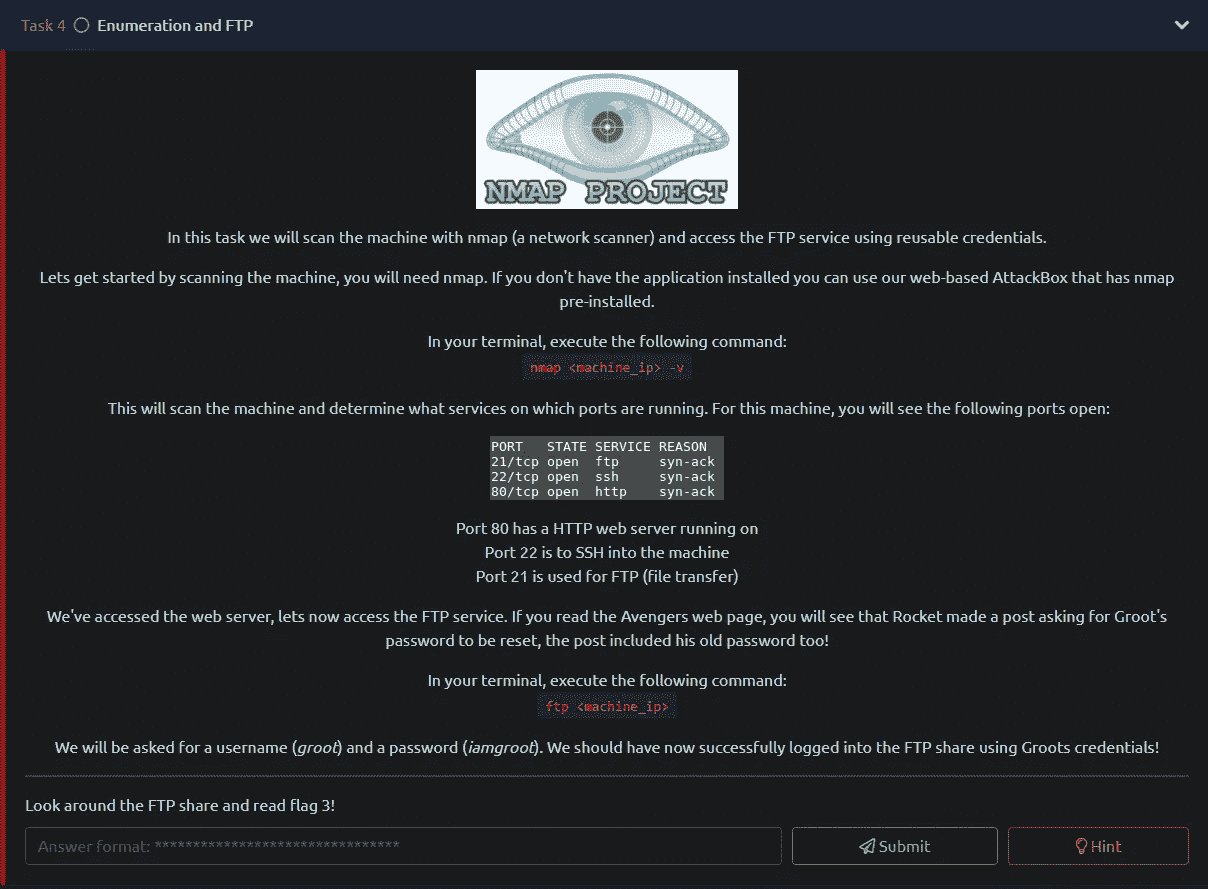 Task 4 Enumeration and FTP
NMAP PROJECT
In this task we will scan the machine with nmap (a network scanner) and access the FTP service using reusable credentials.
Lets get started by scanning the machine, you will need nmap. If you don't have the application installed you can use our web-based AttackBox that has nmap
pre-installed.
In your terminal, execute the following command:
nmap <machine_ip> -v
This will scan the machine and determine what services on which ports are running. For this machine, you will see the following ports open:
PORT STATE SERVICE REASON
21/tcp open ftp syn-ack
22/tcp open ssh syn-ack
80/tcp open http syn-ack
Port 80 has a HTTP web server running on
Port 22 is to SSH into the machine
Port 21 is used for FTP (file transfer)
We've accessed the web server, lets now access the FTP service. If you read the Avengers web page, you will see that Rocket made a post asking for Groot's
password to be reset, the post included his old password too!
In your terminal, execute the following command:
ftp <machine_ip>
We will be asked for a username (groot) and a password (iamgroot). We should have now successfully logged into the FTP share using Groots credentials!
Look around the FTP share and read flag 3!
Answer format: ********************************
Submit
Hint